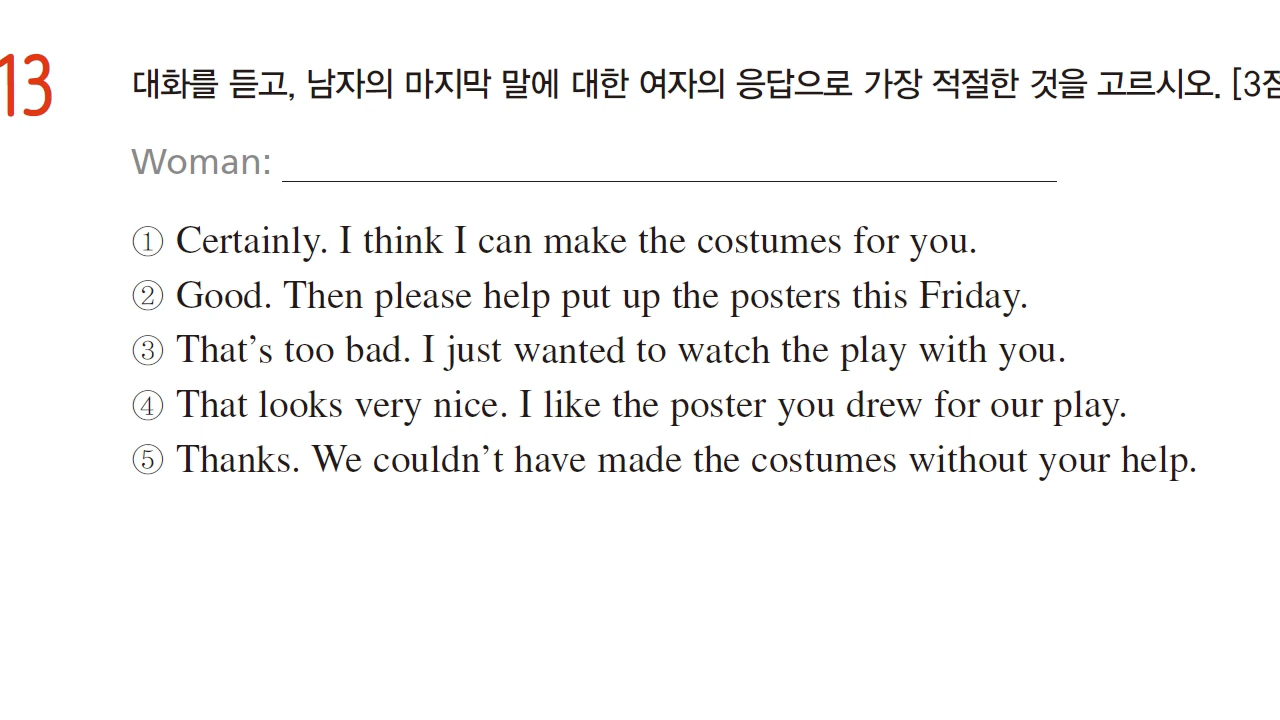 13
대화를 듣고, 남자의 마지막 말에 대한 여자의 응답으로 가장 적절한 것을 고르시오. [3점
Woman:
① Certainly. I think I can make the costumes for you.
② Good. Then please help put up the posters this Friday.
③ That’s too bad. I just wanted to watch the play with you.
④ That looks very nice. I like the poster you drew for our play.
⑤ Thanks. We couldn’t have made the costumes without your help.